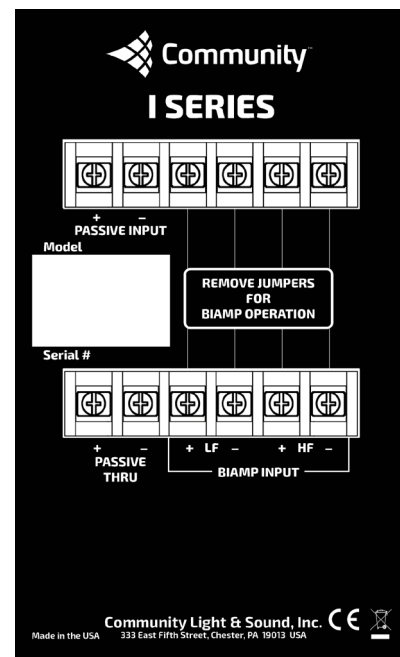 Community
I SERIES
+ −
PASSIVE INPUT
Model
REMOVE JUMPERS
FOR
BIAMP OPERATION
Serial #
+ − + LF − + HF −
PASSIVE
THRU
BIAMP INPUT
Community Light & Sound, Inc. CE
Made in the USA 333 East Fifth Street, Chester, PA 19013 USA